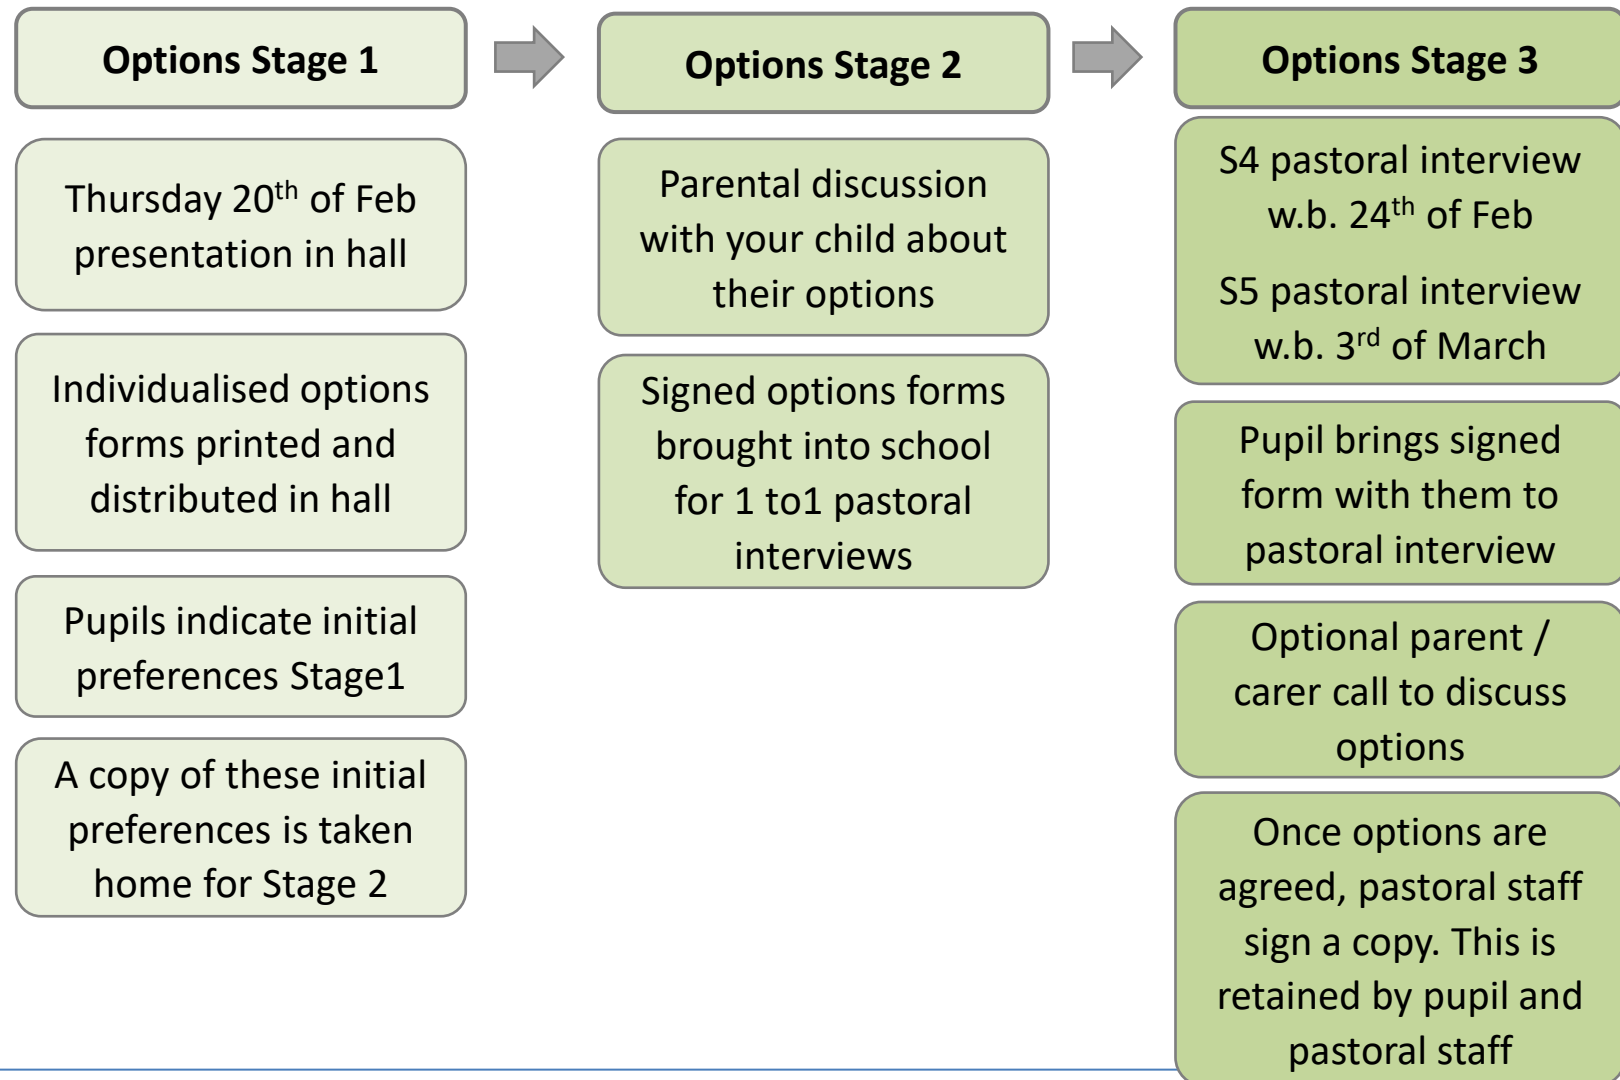 Options Stage 1
Thursday 20th of Feb
presentation in hall
Individualised options
forms printed and
distributed in hall
Pupils indicate initial
preferences Stage1
A copy of these initial
preferences is taken
home for Stage 2
Options Stage 2
Parental discussion
with your child about
their options
Signed options forms
brought into school
for 1 to1 pastoral
interviews
Options Stage 3
S4 pastoral interview
w.b. 24th of Feb
S5 pastoral interview
w.b. 3rd of March
Pupil brings signed
form with them to
pastoral interview
Optional parent /
carer call to discuss
options
Once options are
agreed, pastoral staff
sign a copy. This is
retained by pupil and
pastoral staff